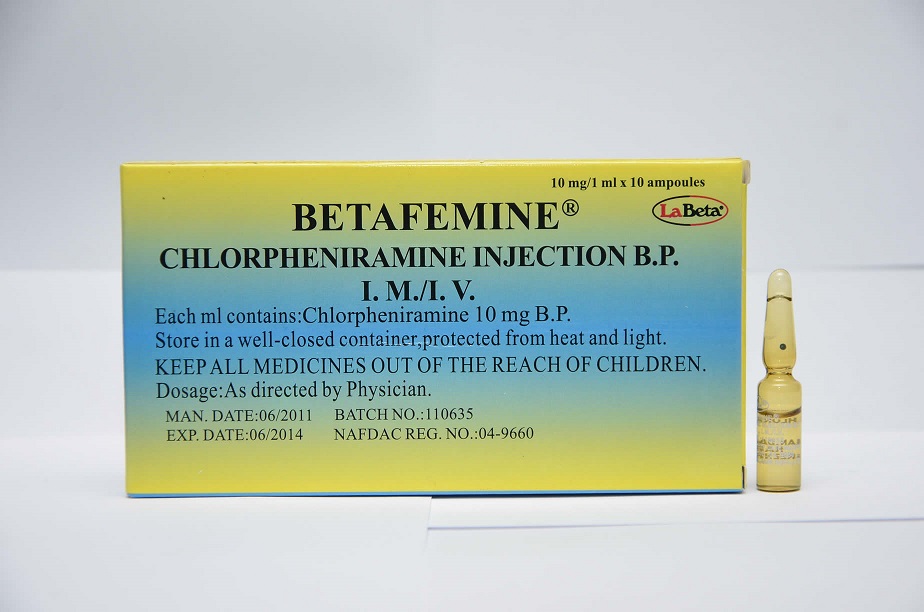 10 mg/1 ml x 10 ampoules
BETAFEMINE®
LaBeta®
CHLORPHENIRAMINE INJECTION B.P.
I. M./I. V.
Each ml contains:Chlorpheniramine 10 mg B.P.
Store in a well-closed container,protected from heat and light.
KEEP ALL MEDICINES OUT OF THE REACH OF CHILDREN.
Dosage:As directed by Physician.
MAN. DATE:06/2011 BATCH NO.:110635
EXP. DATE:06/2014 NAFDAC REG. NO.:04-9660